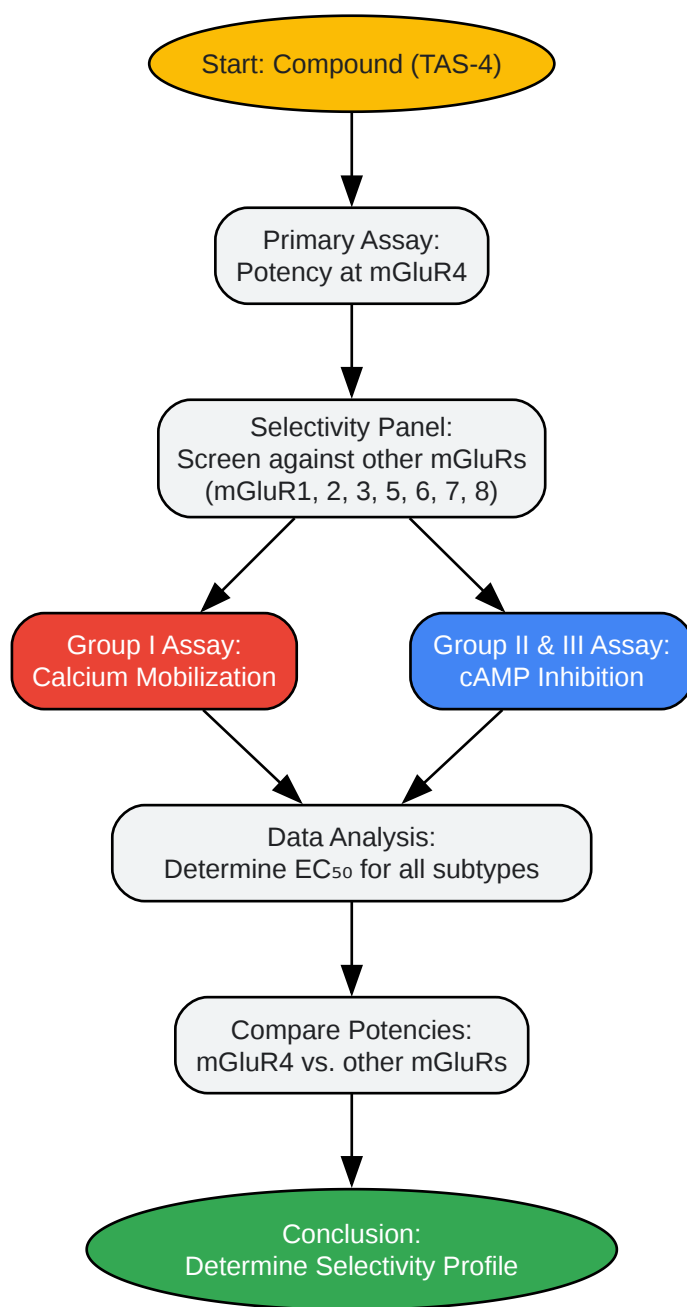 Start: Compound (TAS-4)
Primary Assay:
Potency at mGluR4
Selectivity Panel:
Screen against other mGluRs
(mGluR1, 2, 3, 5, 6, 7, 8)
Group I Assay:
Calcium Mobilization
Group II & III Assay:
cAMP Inhibition
Data Analysis:
Determine EC₅₀ for all subtypes
Compare Potencies:
mGluR4 vs. other mGluRs
Conclusion:
Determine Selectivity Profile